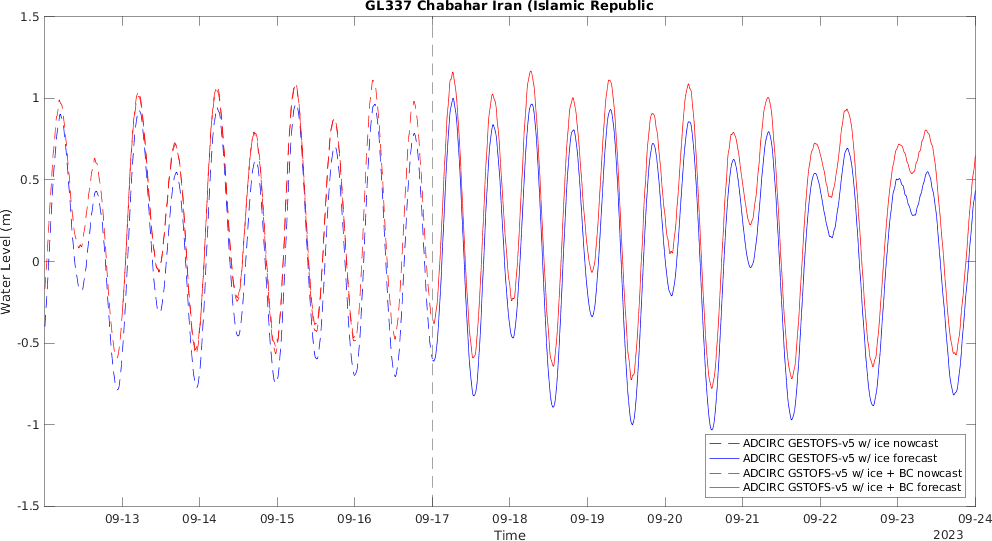 GL337 Chabahar Iran (Islamic Republic
1.5
1
0.5
0
-0.5
-1
-1.5
Water Level (m)
ADCIRC GESTOFS-v5 w/ ice nowcast
ADCIRC GESTOFS-v5 w/ ice forecast
ADCIRC GSTOFS-v5 w/ ice + BC nowcast
ADCIRC GSTOFS-v5 w/ ice + BC forecast
09-13 09-14 09-15 09-16 09-17 09-18 09-19 09-20 09-21 09-22 09-23 09-24
Time
2023